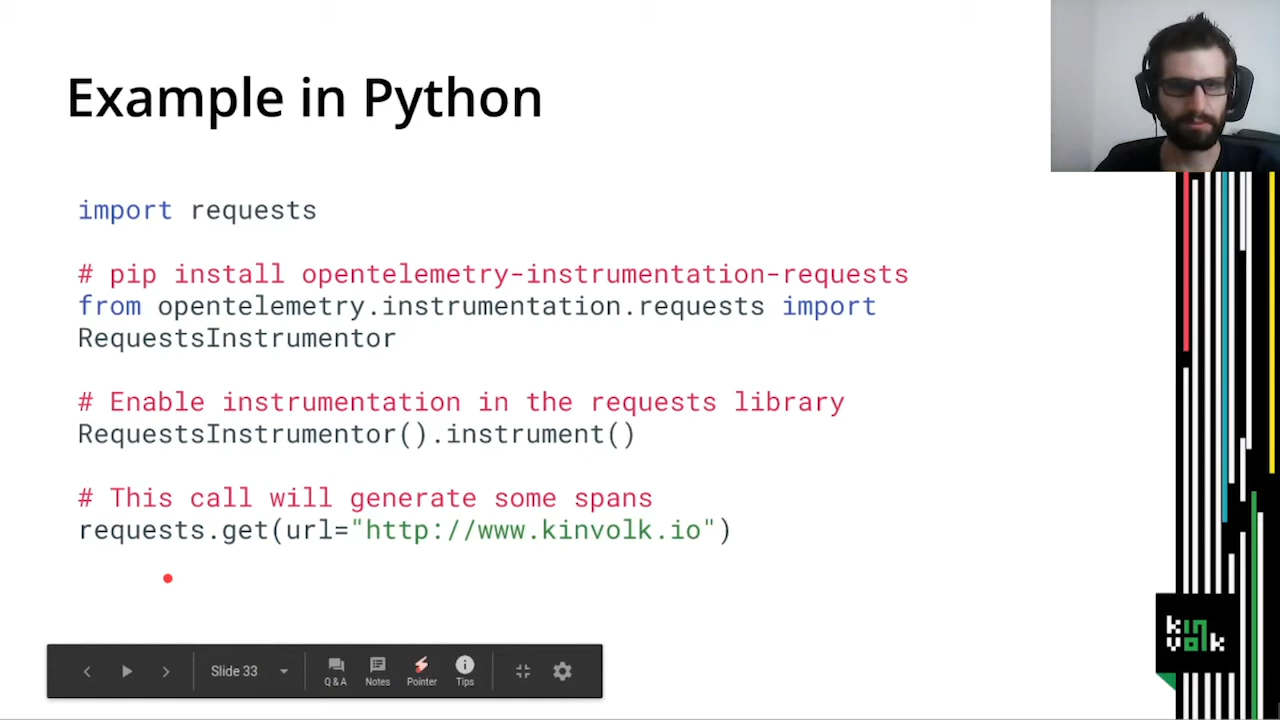 Example in Python
import requests
# pip install opentelemetry-instrumentation-requests
from opentelemetry.instrumentation.requests import
RequestsInstrumentor
# Enable instrumentation in the requests library
RequestsInstrumentor().instrument()
# This call will generate some spans
requests.get(url="http://www.kinvolk.io")
kin
volk
Slide 33
Q & A
Notes
Pointer
Tips